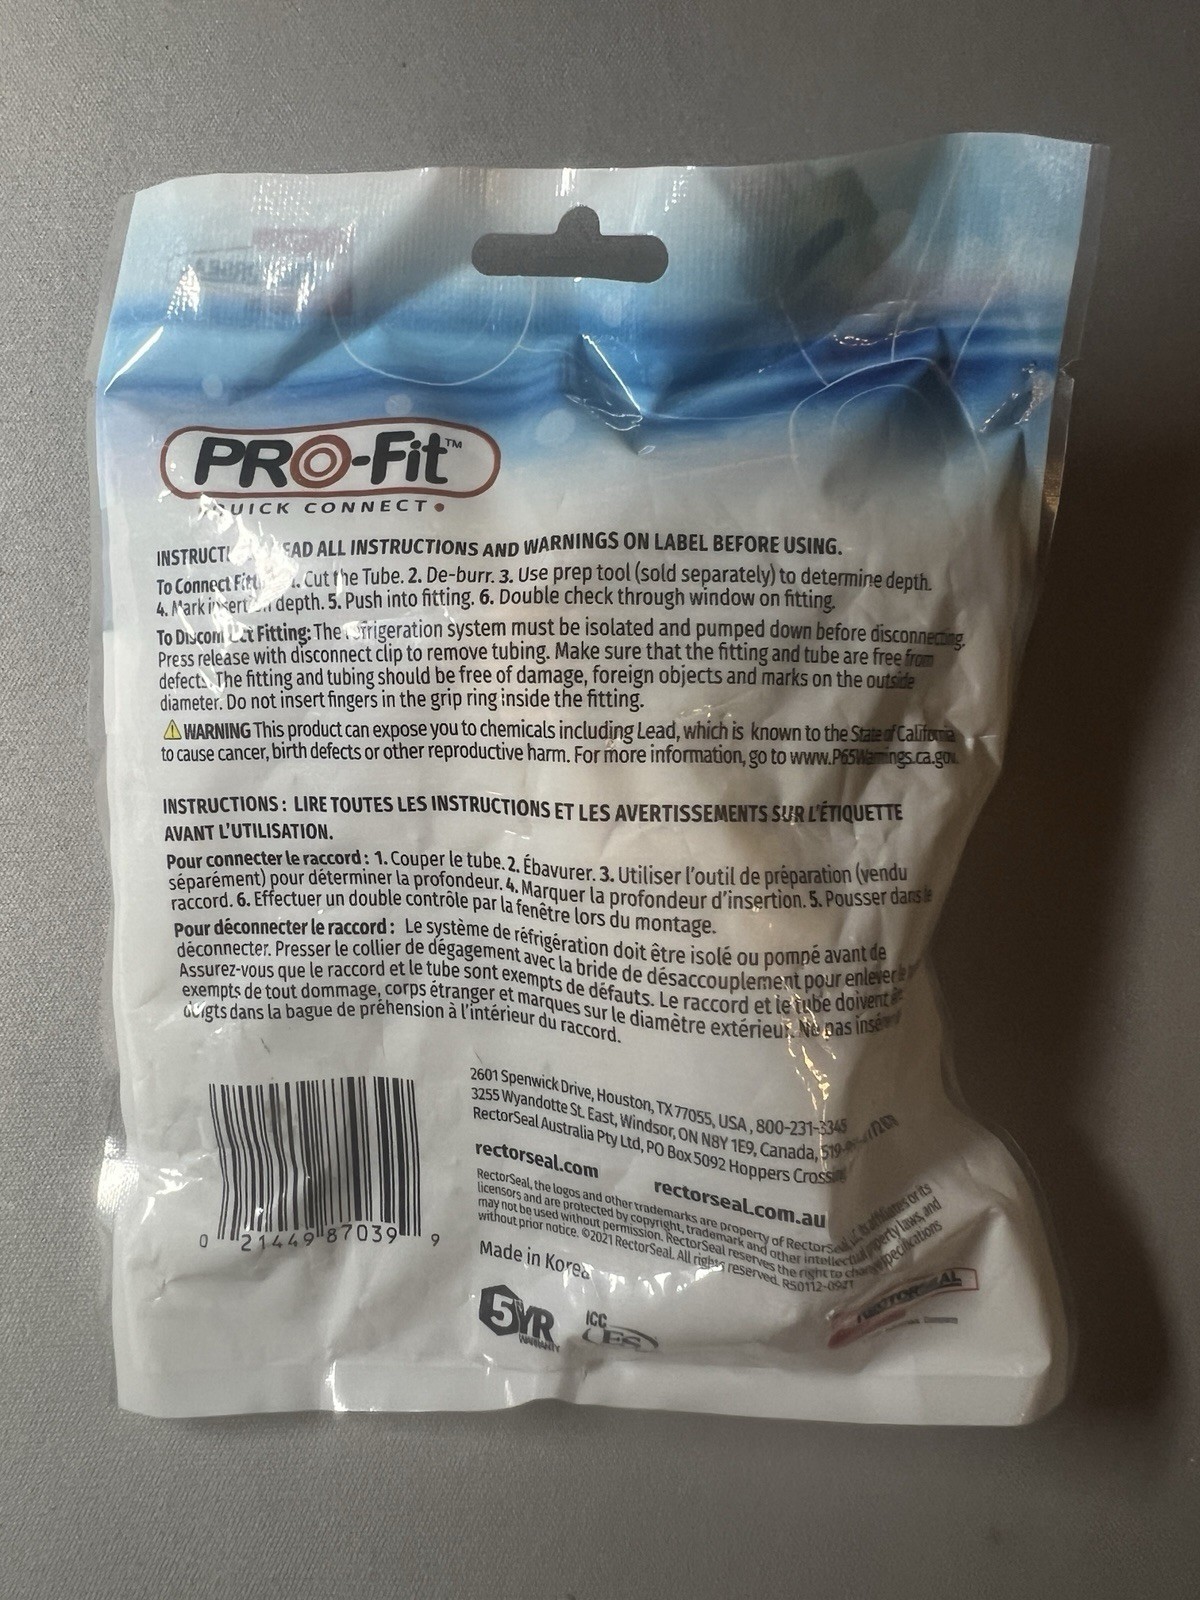 PRO-Fit™
QUICK CONNECT
EAD ALL INSTRUCTIONS AND WARNINGS ON LABEL BEFORE USING.
To Connect 1. Cut the Tube. 2. De-burr. 3. Use prep tool (sold separately) to determine depth.
4. Mark depth. 5. Push into fitting. 6. Double check through window on fitting.
To Fitting: The refrigeration system must be isolated and pumped down before disconnecting.
Press release with disconnect clip to remove tubing. Make sure that the fitting and tube are free from
defects. The fitting and tubing should be free of damage, foreign objects and marks on the outside
diameter. Do not insert fingers in the grip ring inside the fitting.
⚠ WARNING This product can expose you to chemicals including Lead, which is known to the State of California
to cause cancer, birth defects or other reproductive harm. For more information, go to www.P65Warnings.ca.gov.
INSTRUCTIONS : LIRE TOUTES LES INSTRUCTIONS ET LES AVERTISSEMENTS SUR L'ÉTIQUETTE
AVANT L'UTILISATION.
Pour connecter le raccord : 1. Couper le tube. 2. Ébavurer. 3. Utiliser l'outil de préparation (vendu
séparément) pour déterminer la profondeur. 4. Marquer la profondeur d'insertion. 5. Pousser dans le
raccord. 6. Effectuer un double contrôle par la fenêtre lors du montage.
Pour déconnecter le raccord : Le système de réfrigération doit être isolé ou pompé avant de
déconnecter. Presser le collier de dégagement avec la bride de désaccouplement pour enlever le
Assurez-vous que le raccord et le tube sont exempts de défauts. Le raccord et le tube doivent
exempts de tout dommage, corps étranger et marques sur le diamètre extérieur. Ne pas
doigts dans la bague de préhension à l'intérieur du raccord.
2601 Spenwick Drive, Houston, TX 77055, USA, 800-231-3345
3255 Wyandotte St. East, Windsor, ON N8Y 1E9, Canada,
RectorSeal Australia Pty Ltd, PO Box 5092 Hoppers Crossing
rectorseal.com rectorseal.com.au
RectorSeal, the logos and other trademarks are property of RectorSeal, its affiliates or its
licensors and are protected by copyright, trademark and other intellectual property laws, and
may not be used without permission. RectorSeal reserves the right to change specifications
without prior notice. ©2021 RectorSeal. All rights reserved. R50112-0921
Made in Korea
0 21449 87039 9
5YR
WARRANTY
ICC
ES
RECTORSEAL